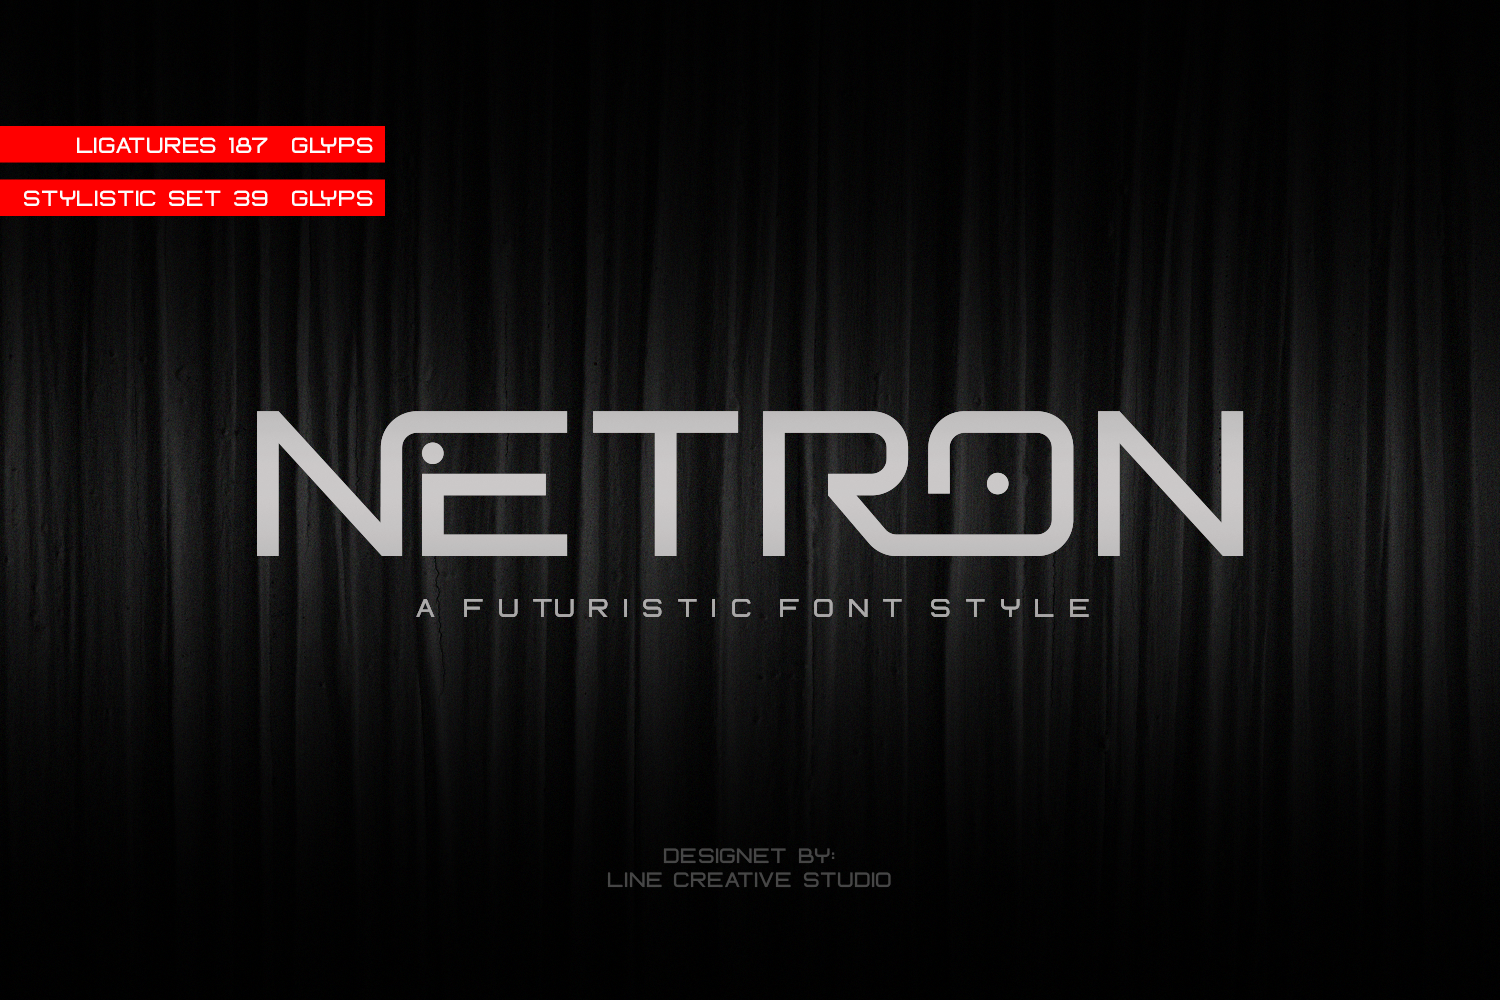 LIGATURES 187 GLYPS
STYLISTIC SET 39 GLYPS
NETRON
A FUTURISTIC FONT STYLE
DESIGNET BY:
LINE CREATIVE STUDIO